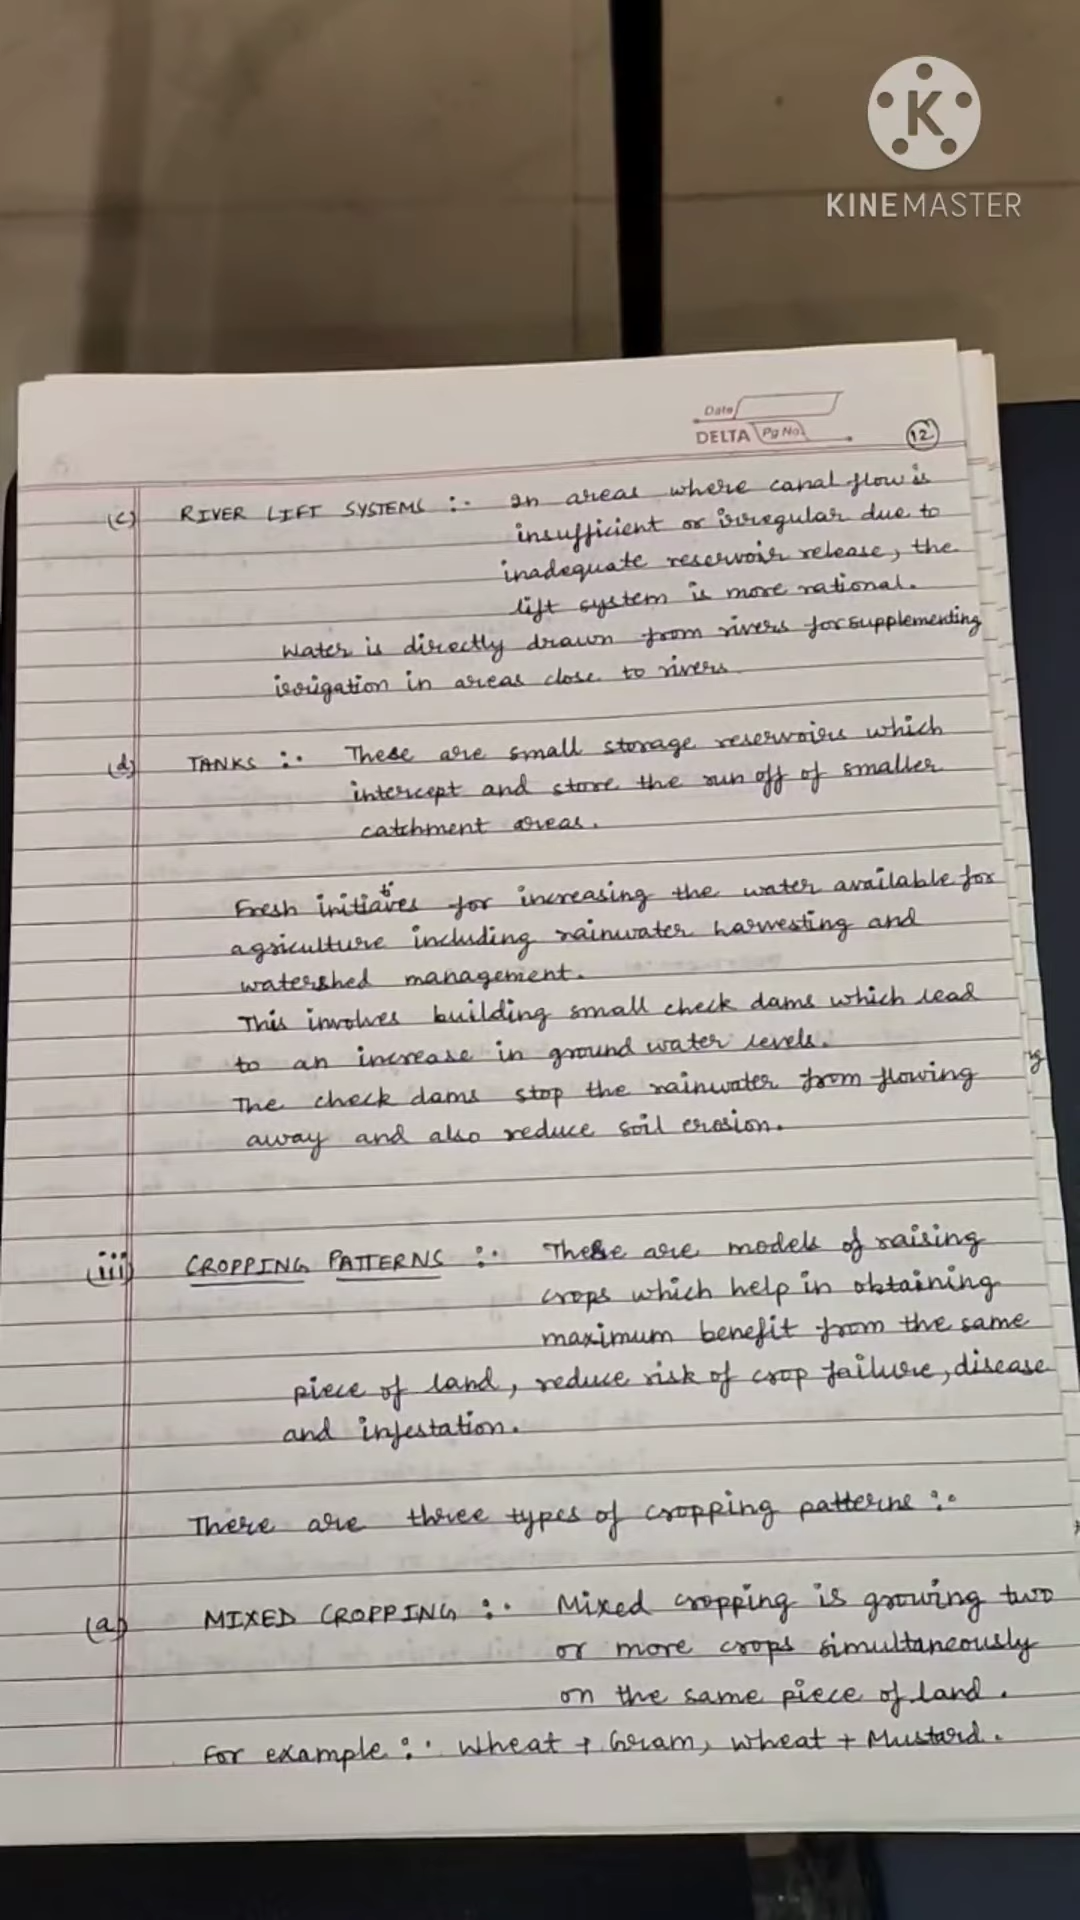 K
KINEMASTER
Date
DELTA Pg No.
12
(c) RIVER LIFT SYSTEMS :- In areas where canal flow is
insufficient or irregular due to
inadequate reservoir release, the
lift system is more rational.
Water is directly drawn from rivers for supplementing
irrigation in areas close to rivers.
(d) TANKS :- These are small storage reservoirs which
intercept and store the run off of smaller
catchment areas.
Fresh initiatives for increasing the water available for
agriculture including rainwater harvesting and
watershed management.
This involves building small check dams which lead
to an increase in ground water levels.
The check dams stop the rainwater from flowing
away and also reduce soil erosion.
(iii) CROPPING PATTERNS :- These are models of raising
crops which help in obtaining
maximum benefit from the same
piece of land, reduce risk of crop failure, disease
and infestation.
There are three types of cropping patterns :-
(a) MIXED CROPPING :- Mixed cropping is growing two
or more crops simultaneously
on the same piece of land.
For example :- Wheat + Gram, Wheat + Mustard.